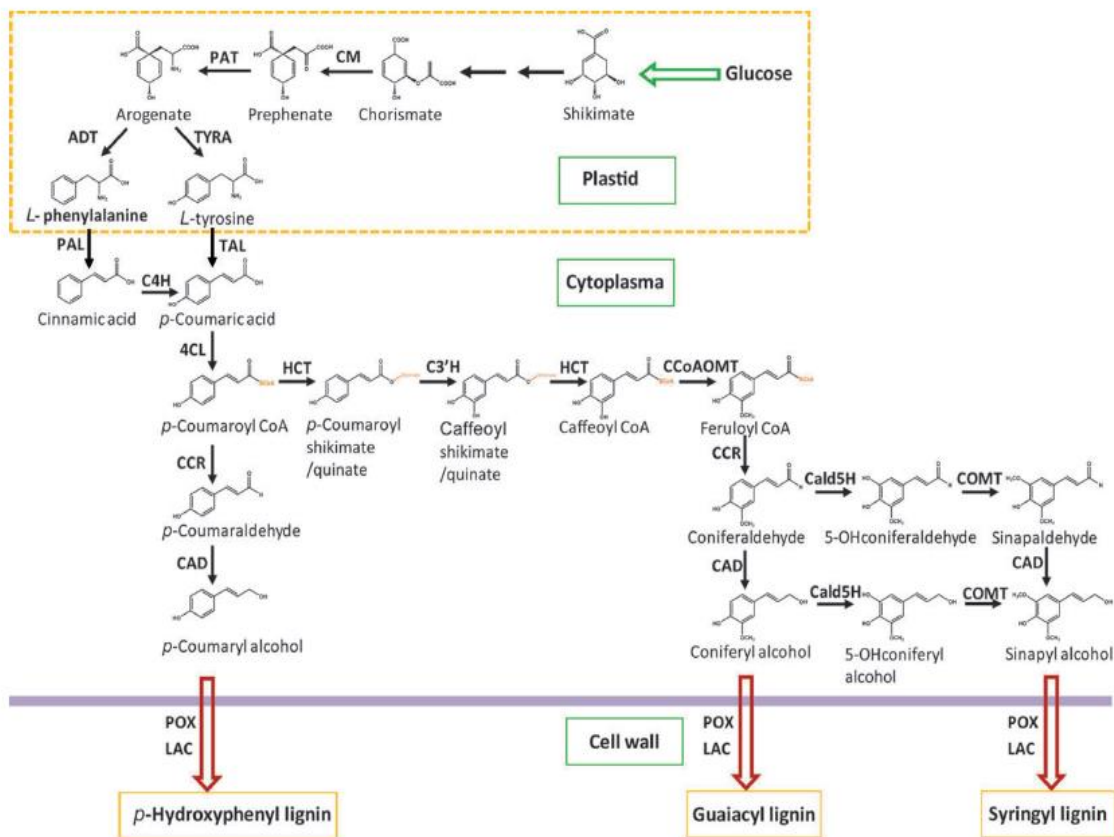 PAT
CM
Glucose
Arogenate
Prephenate
Chorismate
Shikimate
ADT
TYRA
Plastid
L- phenylalanine
L-tyrosine
PAL
TAL
Cytoplasma
C4H
Cinnamic acid
p-Coumaric acid
4CL
HCT
C3'H
HCT
CCoAOMT
p-Coumaroyl CoA
p-Coumaroyl
shikimate
/quinate
Caffeoyl
shikimate
/quinate
Caffeoyl CoA
Feruloyl CoA
CCR
CCR
Cald5H
COMT
p-Coumaraldehyde
Coniferaldehyde
5-OHconiferaldehyde
Sinapaldehyde
CAD
CAD
CAD
Cald5H
COMT
p-Coumaryl alcohol
Coniferyl alcohol
5-OHconiferyl
alcohol
Sinapyl alcohol
POX
LAC
Cell wall
POX
LAC
POX
LAC
p-Hydroxyphenyl lignin
Guaiacyl lignin
Syringyl lignin